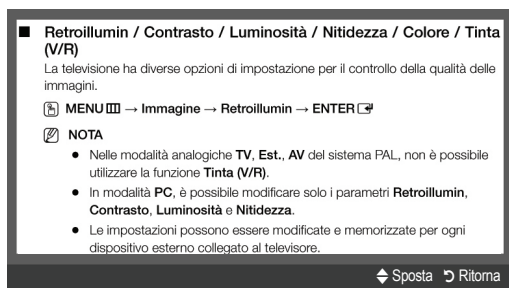 ■ Retroillumin / Contrasto / Luminosità / Nitidezza / Colore / Tinta
(V/R)
La televisione ha diverse opzioni di impostazione per il controllo della qualità delle
immagini.
MENU → Immagine → Retroillumin → ENTER
NOTA
● Nelle modalità analogiche TV, Est., AV del sistema PAL, non è possibile
utilizzare la funzione Tinta (V/R).
● In modalità PC, è possibile modificare solo i parametri Retroillumin,
Contrasto, Luminosità e Nitidezza.
● Le impostazioni possono essere modificate e memorizzate per ogni
dispositivo esterno collegato al televisore.
Sposta Ritorna